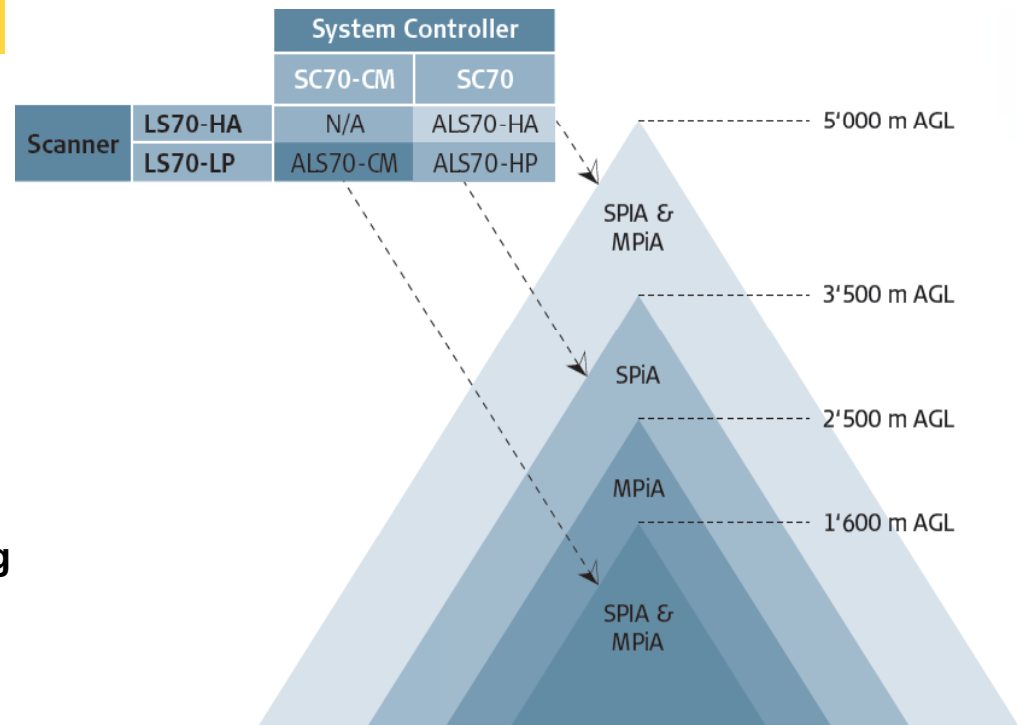 System Controller
SC70-CM SC70
Scanner
LS70-HA N/A ALS70-HA
LS70-LP ALS70-CM ALS70-HP
5'000 m AGL
SPIA &
MPiA
3'500 m AGL
SPiA
2'500 m AGL
MPiA
1'600 m AGL
g
SPIA &
MPiA